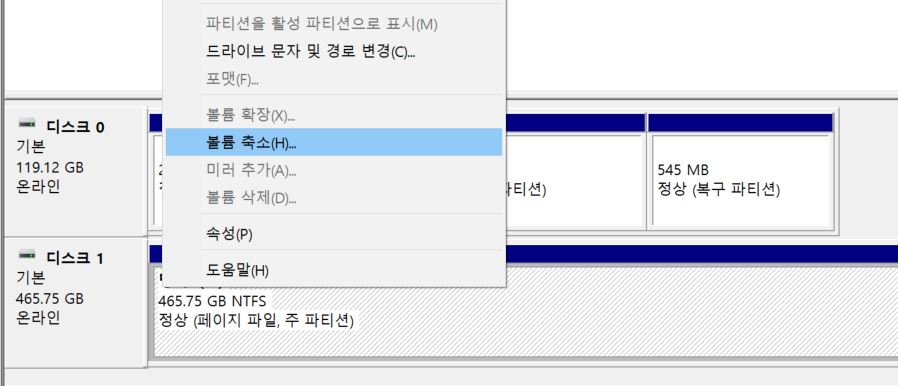 파티션을 활성 파티션으로 표시(M)
드라이브 문자 및 경로 변경(C)...
포맷(F)...
볼륨 확장(X)...
볼륨 축소(H)...
미러 추가(A)...
볼륨 삭제(D)...
속성(P)
도움말(H)
디스크 0
기본
119.12 GB
온라인
파티션)
545 MB
정상 (복구 파티션)
디스크 1
기본
465.75 GB
온라인
465.75 GB NTFS
정상 (페이지 파일, 주 파티션)